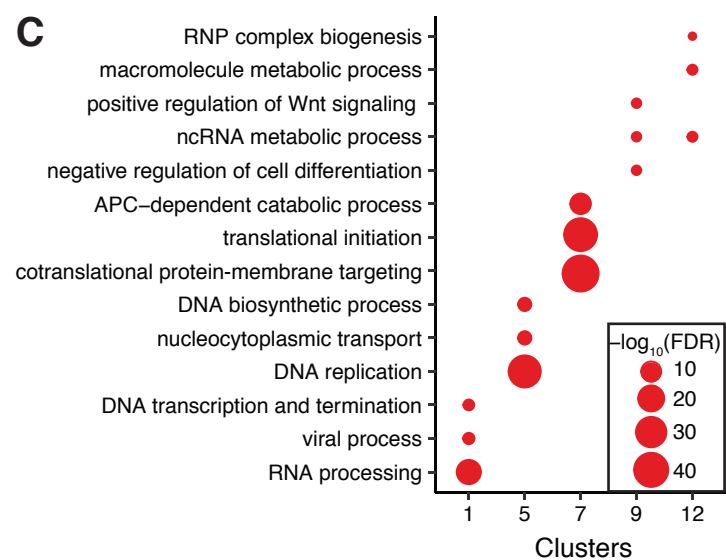 C
RNP complex biogenesis
macromolecule metabolic process
positive regulation of Wnt signaling
ncRNA metabolic process
negative regulation of cell differentiation
APC−dependent catabolic process
translational initiation
cotranslational protein-membrane targeting
DNA biosynthetic process
nucleocytoplasmic transport
DNA replication
DNA transcription and termination
viral process
RNA processing
−log10(FDR)
10
20
30
40
1 5 7 9 12
Clusters